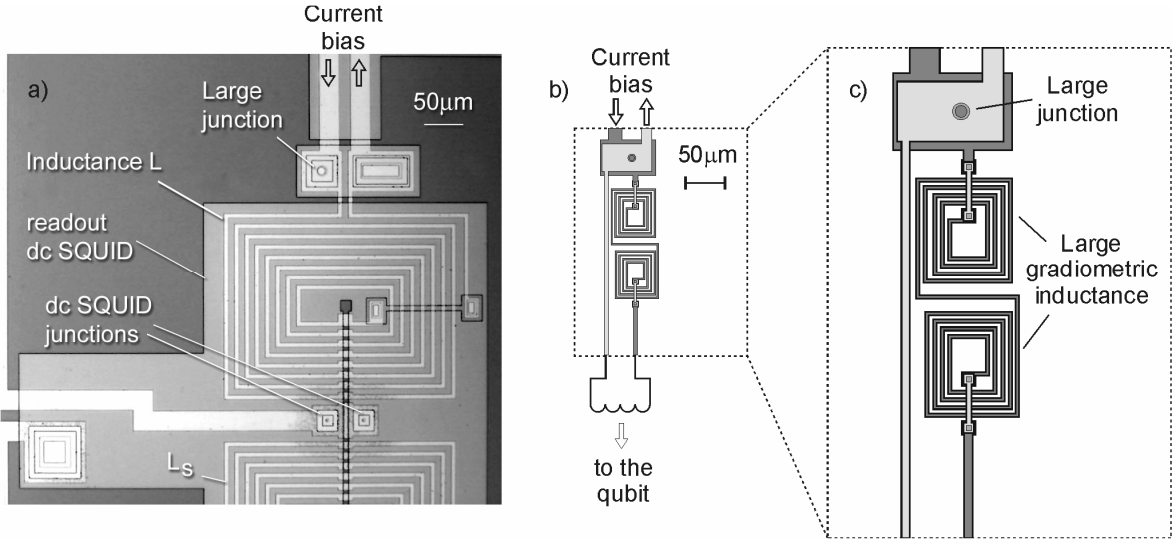 a)
Current
bias
Large
junction
50μm
Inductance L
readout
dc SQUID
dc SQUID
junctions
LS
b)
Current
bias
50μm
to the
qubit
c)
Large
junction
Large
gradiometric
inductance